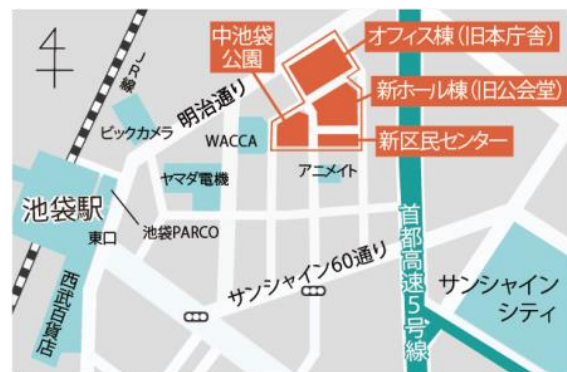 中池袋
公園
オフィス棟(旧本庁舎)
新ホール棟(旧公会堂)
新区民センター
JR線
明治通り
ビックカメラ
WACCA
ヤマダ電機
アニメイト
池袋駅
東口
池袋PARCO
西武百貨店
サンシャイン60通り
首都高速5号線
サンシャイン
シティ